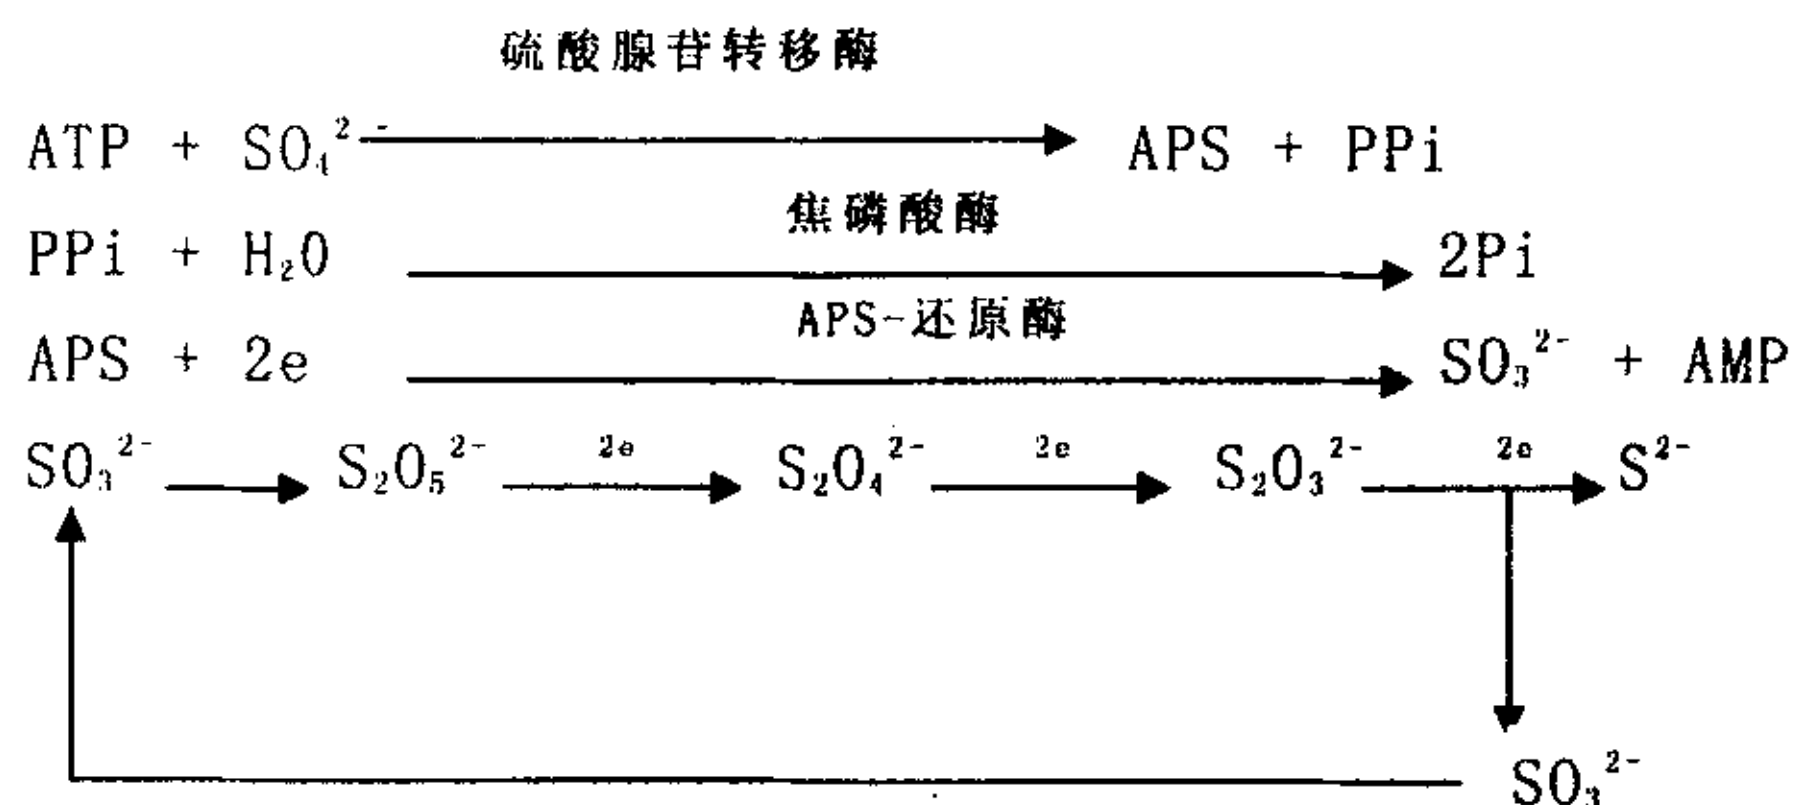 硫酸腺苷转移酶
ATP + SO₄²⁻ → APS + PPi
焦磷酸酶
PPi + H₂O → 2Pi
APS-还原酶
APS + 2e → SO₃²⁻ + AMP
SO₃²⁻ → S₂O₅²⁻ 2e → S₂O₄²⁻ 2e → S₂O₃²⁻ 2e → S²⁻
SO₃²⁻